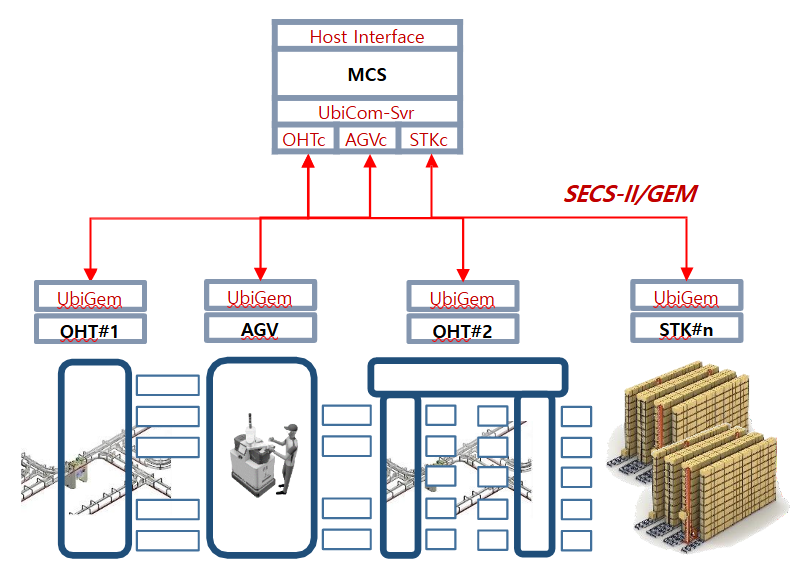 Host Interface
MCS
UbiCom-Svr
OHTc AGVc STKc
SECS-II/GEM
UbiGem UbiGem UbiGem UbiGem
OHT#1 AGV OHT#2 STK#n